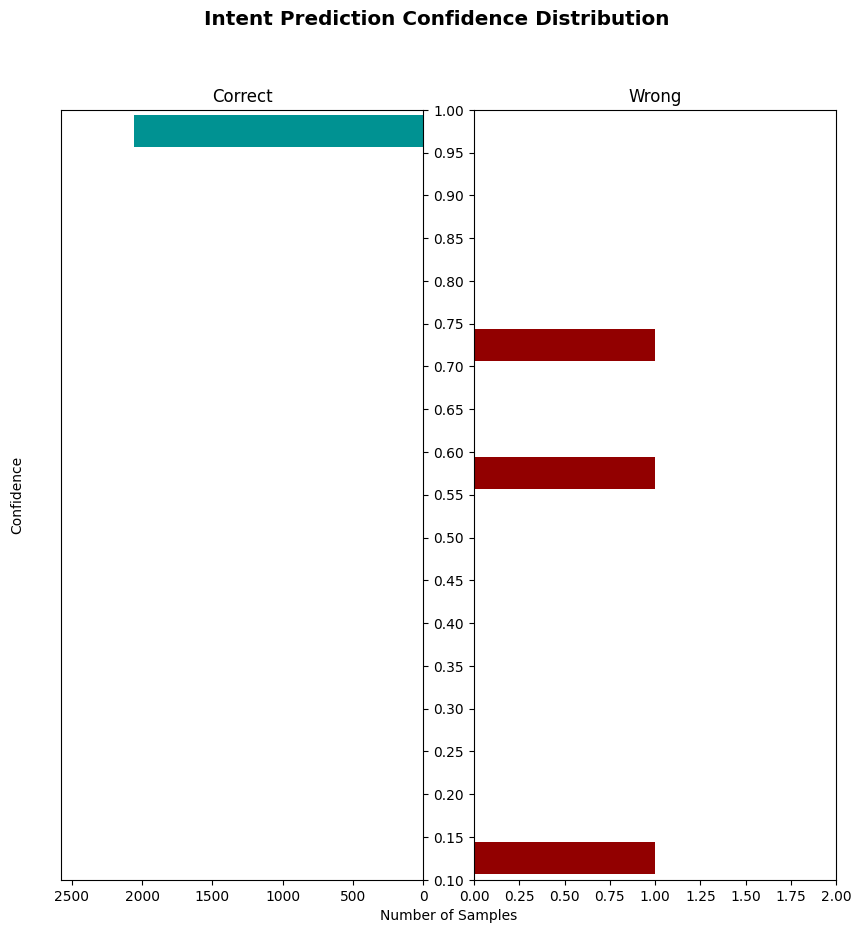 Intent Prediction Confidence Distribution
Correct
Wrong
1.00
0.95
0.90
0.85
0.80
0.75
0.70
0.65
0.60
0.55
0.50
0.45
0.40
0.35
0.30
0.25
0.20
0.15
0.10
Confidence
2500 2000 1500 1000 500 0
0.00 0.25 0.50 0.75 1.00 1.25 1.50 1.75 2.00
Number of Samples